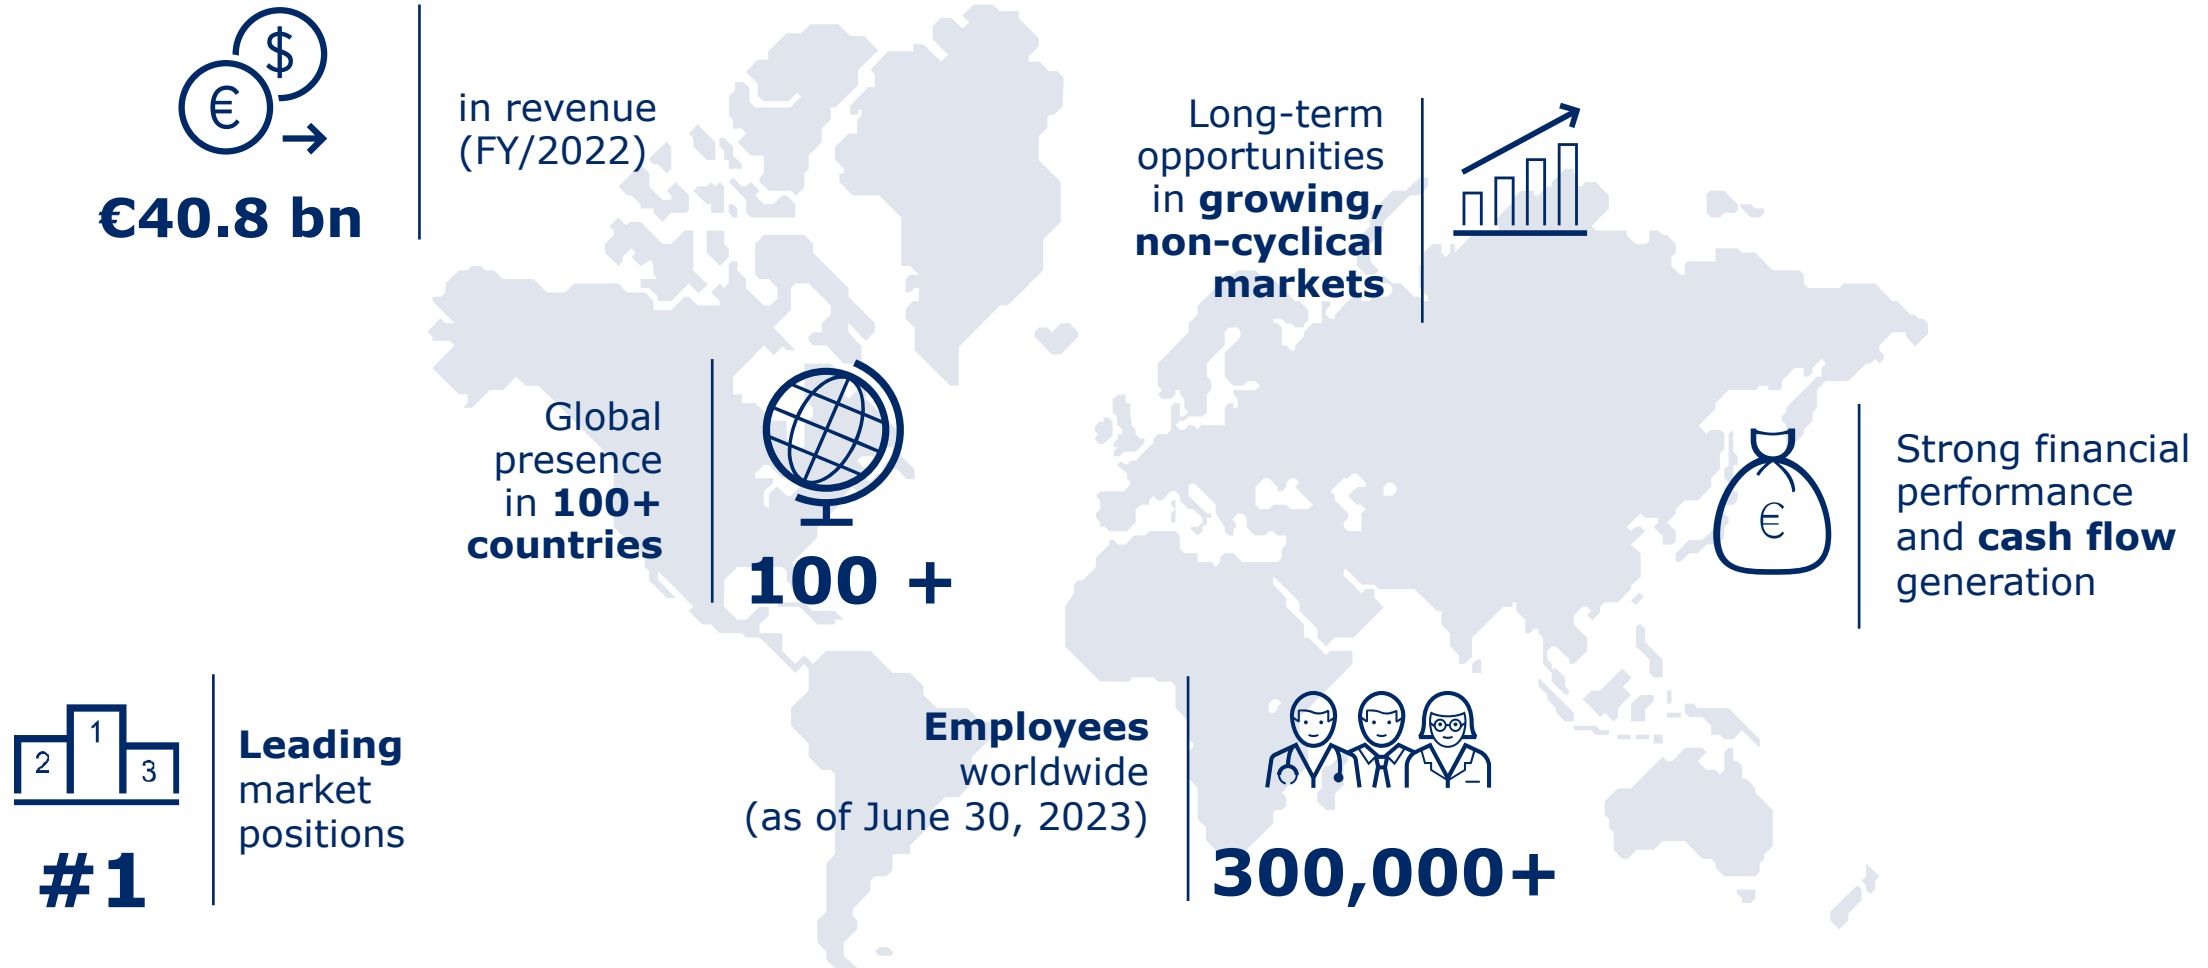 $
€
€40.8 bn
in revenue
(FY/2022)
Long-term
opportunities
in growing,
non-cyclical
markets
Global
presence
in 100+
countries
100 +
€
Strong financial
performance
and cash flow
generation
1
2
3
#1
Leading
market
positions
Employees
worldwide
(as of June 30, 2023)
300,000+